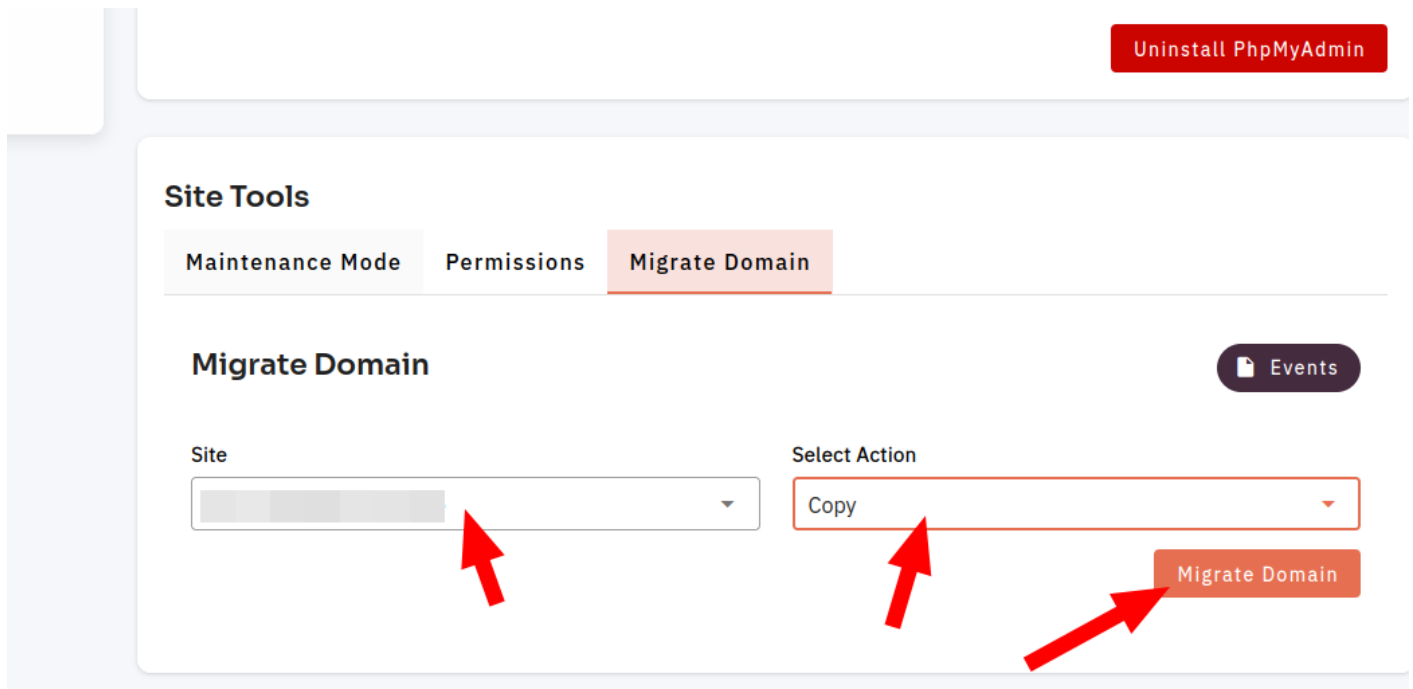 Uninstall PhpMyAdmin
Site Tools
Maintenance Mode Permissions Migrate Domain
Migrate Domain
Events
Site
Select Action
Copy
Migrate Domain